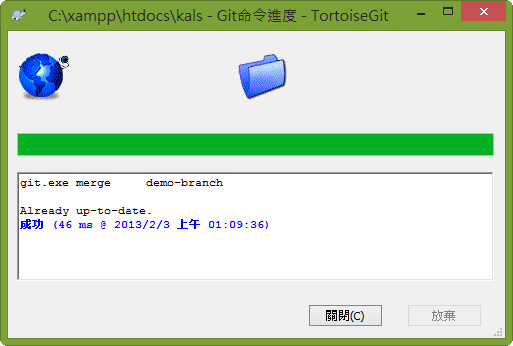 C:\xampp\htdocs\kals - Git命令進度 - TortoiseGit
git.exe merge     demo-branch
Already up-to-date.
成功 (46 ms @ 2013/2/3 上午 01:09:36)
關閉(C)
放棄